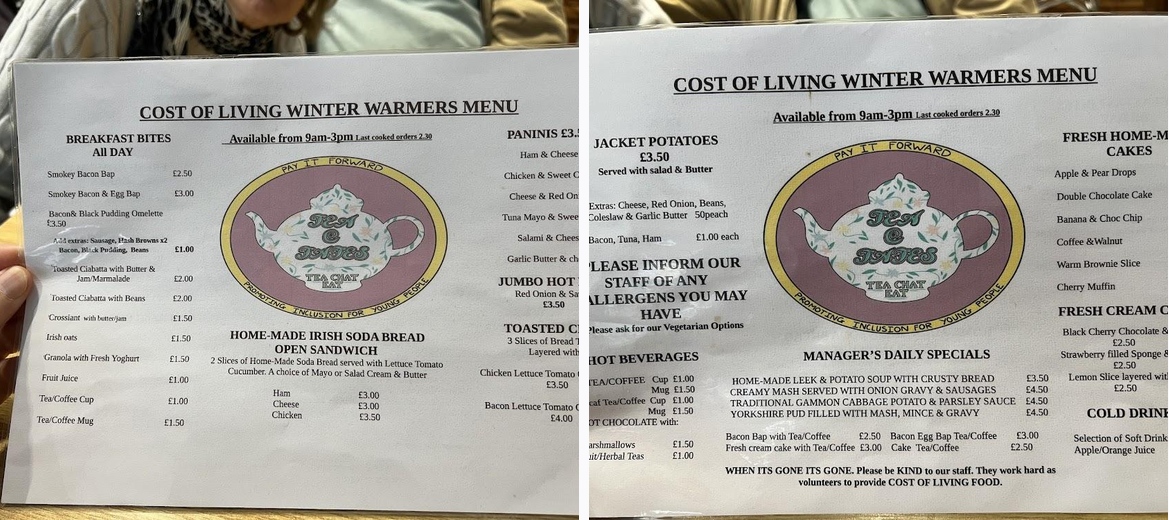 COST OF LIVING WINTER WARMERS MENU
BREAKFAST BITES
All DAY
Smokey Bacon Bap £2.50
Smokey Bacon & Egg Bap £3.00
Bacon& Black Pudding Omelette
£3.50
Add extras: Sausage, Hash Browns x2
Bacon, Black Pudding, Beans £1.00
Toasted Ciabatta with Butter &
Jam/Marmalade £2.00
Toasted Ciabatta with Beans £2.00
Crossiant with butter/jam £1.50
Irish oats £1.50
Granola with Fresh Yoghurt £1.50
Fruit Juice £1.00
Tea/Coffee Cup £1.00
Tea/Coffee Mug £1.50
Available from 9am-3pm Last cooked orders 2.30
PAY IT FORWARD
TEA
@
TATES
TEA CHAT
EAT
PROMOTING INCLUSION FOR YOUNG PEOPLE
HOME-MADE IRISH SODA BREAD
OPEN SANDWICH
2 Slices of Home-Made Soda Bread served with Lettuce Tomato
Cucumber. A choice of Mayo or Salad Cream & Butter
Ham £3.00
Cheese £3.00
Chicken £3.50
PANINIS £3.5
Ham & Cheese
Chicken & Sweet C
Cheese & Red On
Tuna Mayo & Swee
Salami & Chees
Garlic Butter & ch
JUMBO HOT
Red Onion & Sa
£3.50
TOASTED C
3 Slices of Bread
Layered with
Chicken Lettuce Tomato
£3.50
Bacon Lettuce Tomato
£4.00
COST OF LIVING WINTER WARMERS MENU
JACKET POTATOES
£3.50
Served with salad & Butter
Extras: Cheese, Red Onion, Beans,
Coleslaw & Garlic Butter 50peach
Bacon, Tuna, Ham £1.00 each
PLEASE INFORM OUR
STAFF OF ANY
ALLERGENS YOU MAY
HAVE
Please ask for our Vegetarian Options
HOT BEVERAGES
TEA/COFFEE Cup £1.00
Mug £1.50
caf Tea/Coffee Cup £1.00
Mug £1.50
OT CHOCOLATE with:
arshmallows £1.50
uit/Herbal Teas £1.00
Available from 9am-3pm Last cooked orders 2.30
PAY IT FORWARD
TEA
@
TATES
TEA CHAT
EAT
PROMOTING INCLUSION FOR YOUNG PEOPLE
MANAGER'S DAILY SPECIALS
HOME-MADE LEEK & POTATO SOUP WITH CRUSTY BREAD £3.50
CREAMY MASH SERVED WITH ONION GRAVY & SAUSAGES £4.50
TRADITIONAL GAMMON CABBAGE POTATO & PARSLEY SAUCE £4.50
YORKSHIRE PUD FILLED WITH MASH, MINCE & GRAVY £4.50
Bacon Bap with Tea/Coffee £2.50 Bacon Egg Bap Tea/Coffee £3.00
Fresh cream cake with Tea/Coffee £3.00 Cake Tea/Coffee £2.50
WHEN ITS GONE ITS GONE. Please be KIND to our staff. They work hard as
volunteers to provide COST OF LIVING FOOD.
FRESH HOME-M
CAKES
Apple & Pear Drops
Double Chocolate Cake
Banana & Choc Chip
Coffee &Walnut
Warm Brownie Slice
Cherry Muffin
FRESH CREAM C
Black Cherry Chocolate &
£2.50
Strawberry filled Sponge &
£2.50
Lemon Slice layered with
£2.50
COLD DRINK
Selection of Soft Drink
Apple/Orange Juice